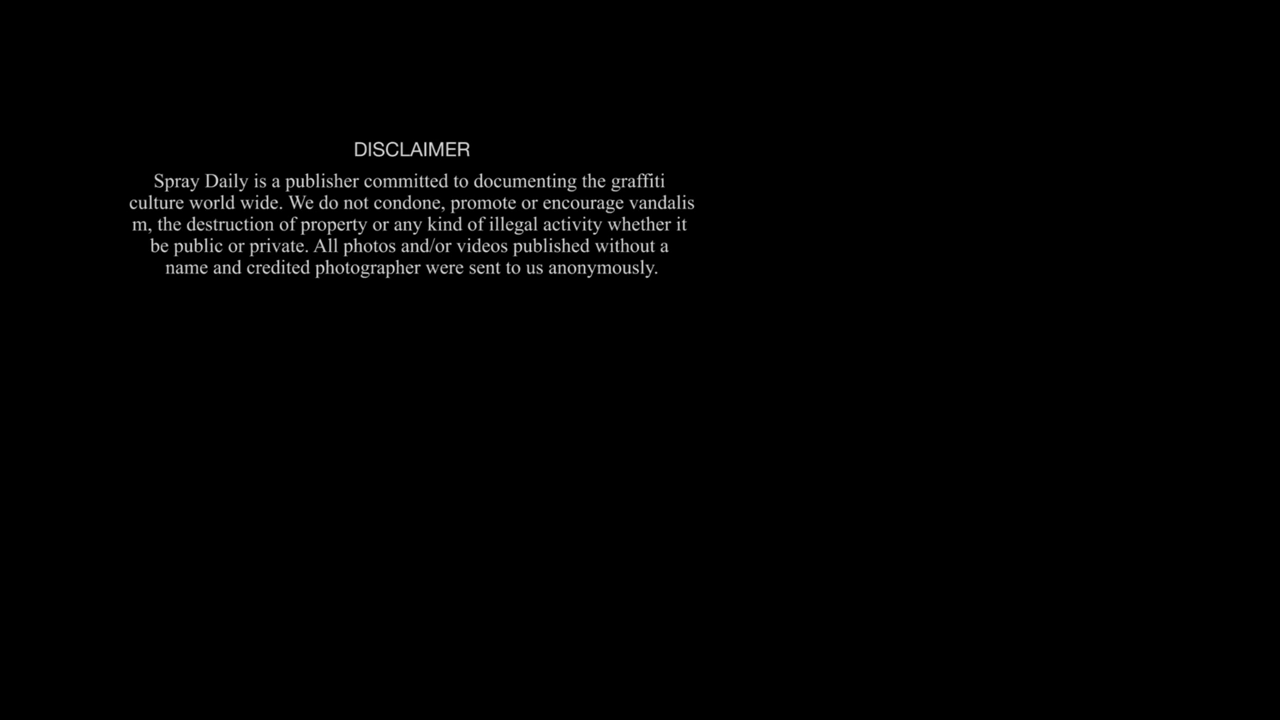 DISCLAIMER
Spray Daily is a publisher committed to documenting the graffiti
culture world wide. We do not condone, promote or encourage vandalis
m, the destruction of property or any kind of illegal activity whether it
be public or private. All photos and/or videos published without a
name and credited photographer were sent to us anonymously.